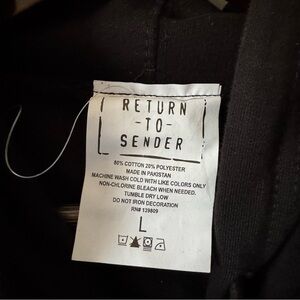 RETURN
-TO-
SENDER
80% COTTON 20% POLYESTER
MADE IN PAKISTAN
MACHINE WASH COLD WITH LIKE COLORS ONLY
NON-CHLORINE BLEACH WHEN NEEDED.
TUMBLE DRY LOW
DO NOT IRON DECORATION
RN# 139809
L